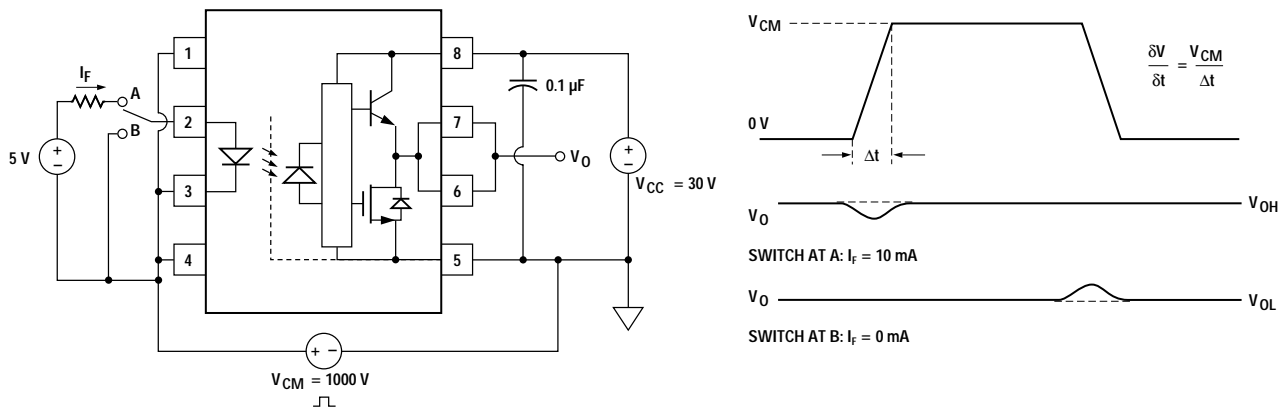 1
2
3
4
8
7
6
5
I_F
A
B
5 V
+
−
0.1 µF
V_O
+
−
V_CC = 30 V
+ −
V_CM = 1000 V
V_CM
0 V
Δt
δV/δt = V_CM/Δt
V_O
V_OH
SWITCH AT A: I_F = 10 mA
V_O
V_OL
SWITCH AT B: I_F = 0 mA